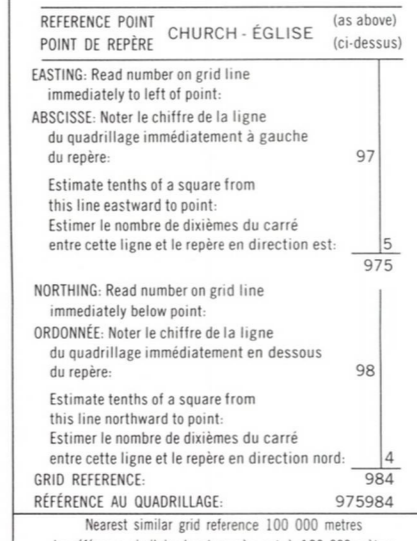 REFERENCE POINT CHURCH - ÉGLISE (as above)
POINT DE REPÈRE (ci-dessus)
EASTING: Read number on grid line
immediately to left of point:
ABSCISSE: Noter le chiffre de la ligne
du quadrillage immédiatement à gauche
du repère: 97
Estimate tenths of a square from
this line eastward to point:
Estimer le nombre de dixièmes du carré
entre cette ligne et le repère en direction est: 5
975
NORTHING: Read number on grid line
immediately below point:
ORDONNÉE: Noter le chiffre de la ligne
du quadrillage immédiatement en dessous
du repère: 98
Estimate tenths of a square from
this line northward to point:
Estimer le nombre de dixièmes du carré
entre cette ligne et le repère en direction nord: 4
GRID REFERENCE: 984
RÉFÉRENCE AU QUADRILLAGE: 975984
Nearest similar grid reference 100 000 metres